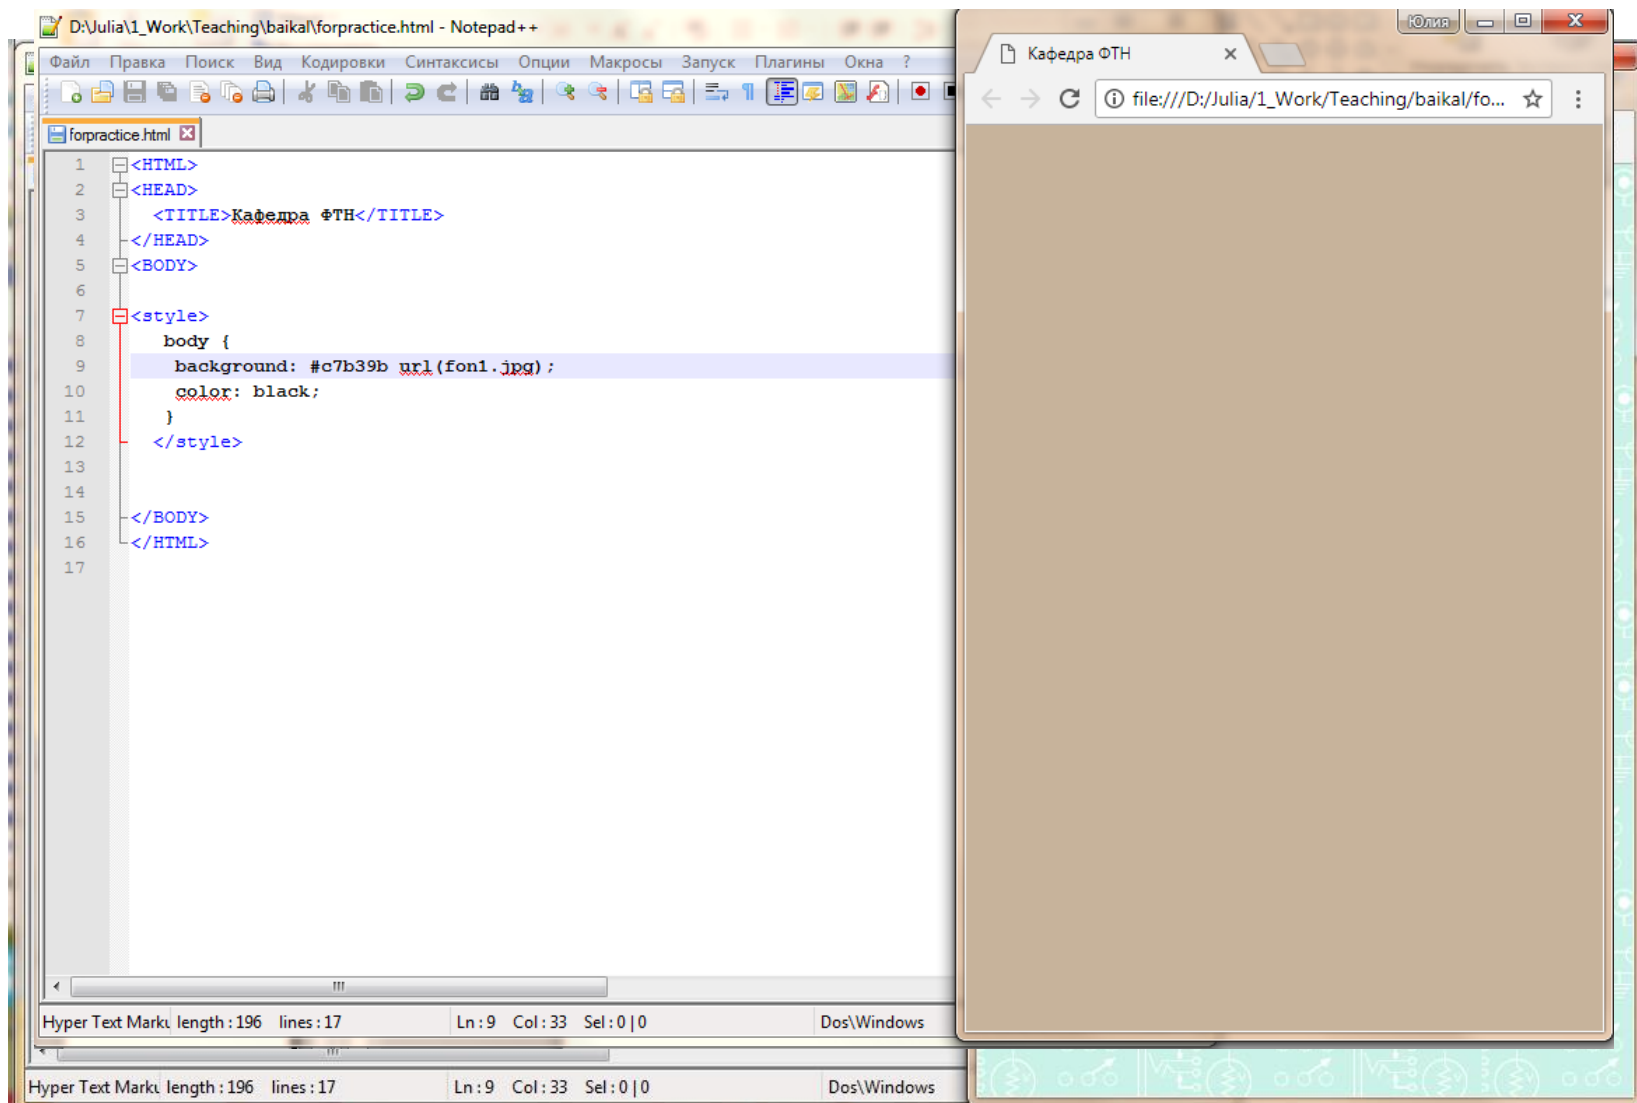 D:\Julia\1_Work\Teaching\baikal\forpractice.html - Notepad++
Файл Правка Поиск Вид Кодировки Синтаксисы Опции Макросы Запуск Плагины Окна ?
forpractice.html
1 <HTML>
2 <HEAD>
3 <TITLE>Кафедра ФТН</TITLE>
4 </HEAD>
5 <BODY>
6
7 <style>
8 body {
9 background: #c7b39b url(fon1.jpg);
10 color: black;
11 }
12 </style>
13
14
15 </BODY>
16 </HTML>
17
Hyper Text Marku length : 196 lines : 17 Ln : 9 Col : 33 Sel : 0 | 0 Dos\Windows
Hyper Text Marku length : 196 lines : 17 Ln : 9 Col : 33 Sel : 0 | 0 Dos\Windows
Юлия
Кафедра ФТН
file:///D:/Julia/1_Work/Teaching/baikal/fo...